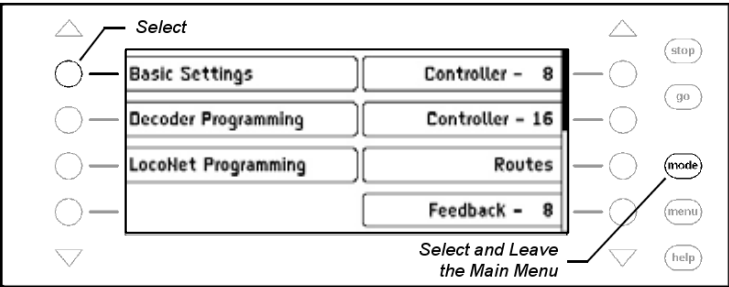 Select
stop
Basic Settings
Controller - 8
go
Decoder Programming
Controller - 16
LocoNet Programming
Routes
mode
Feedback - 8
menu
Select and Leave
the Main Menu
help